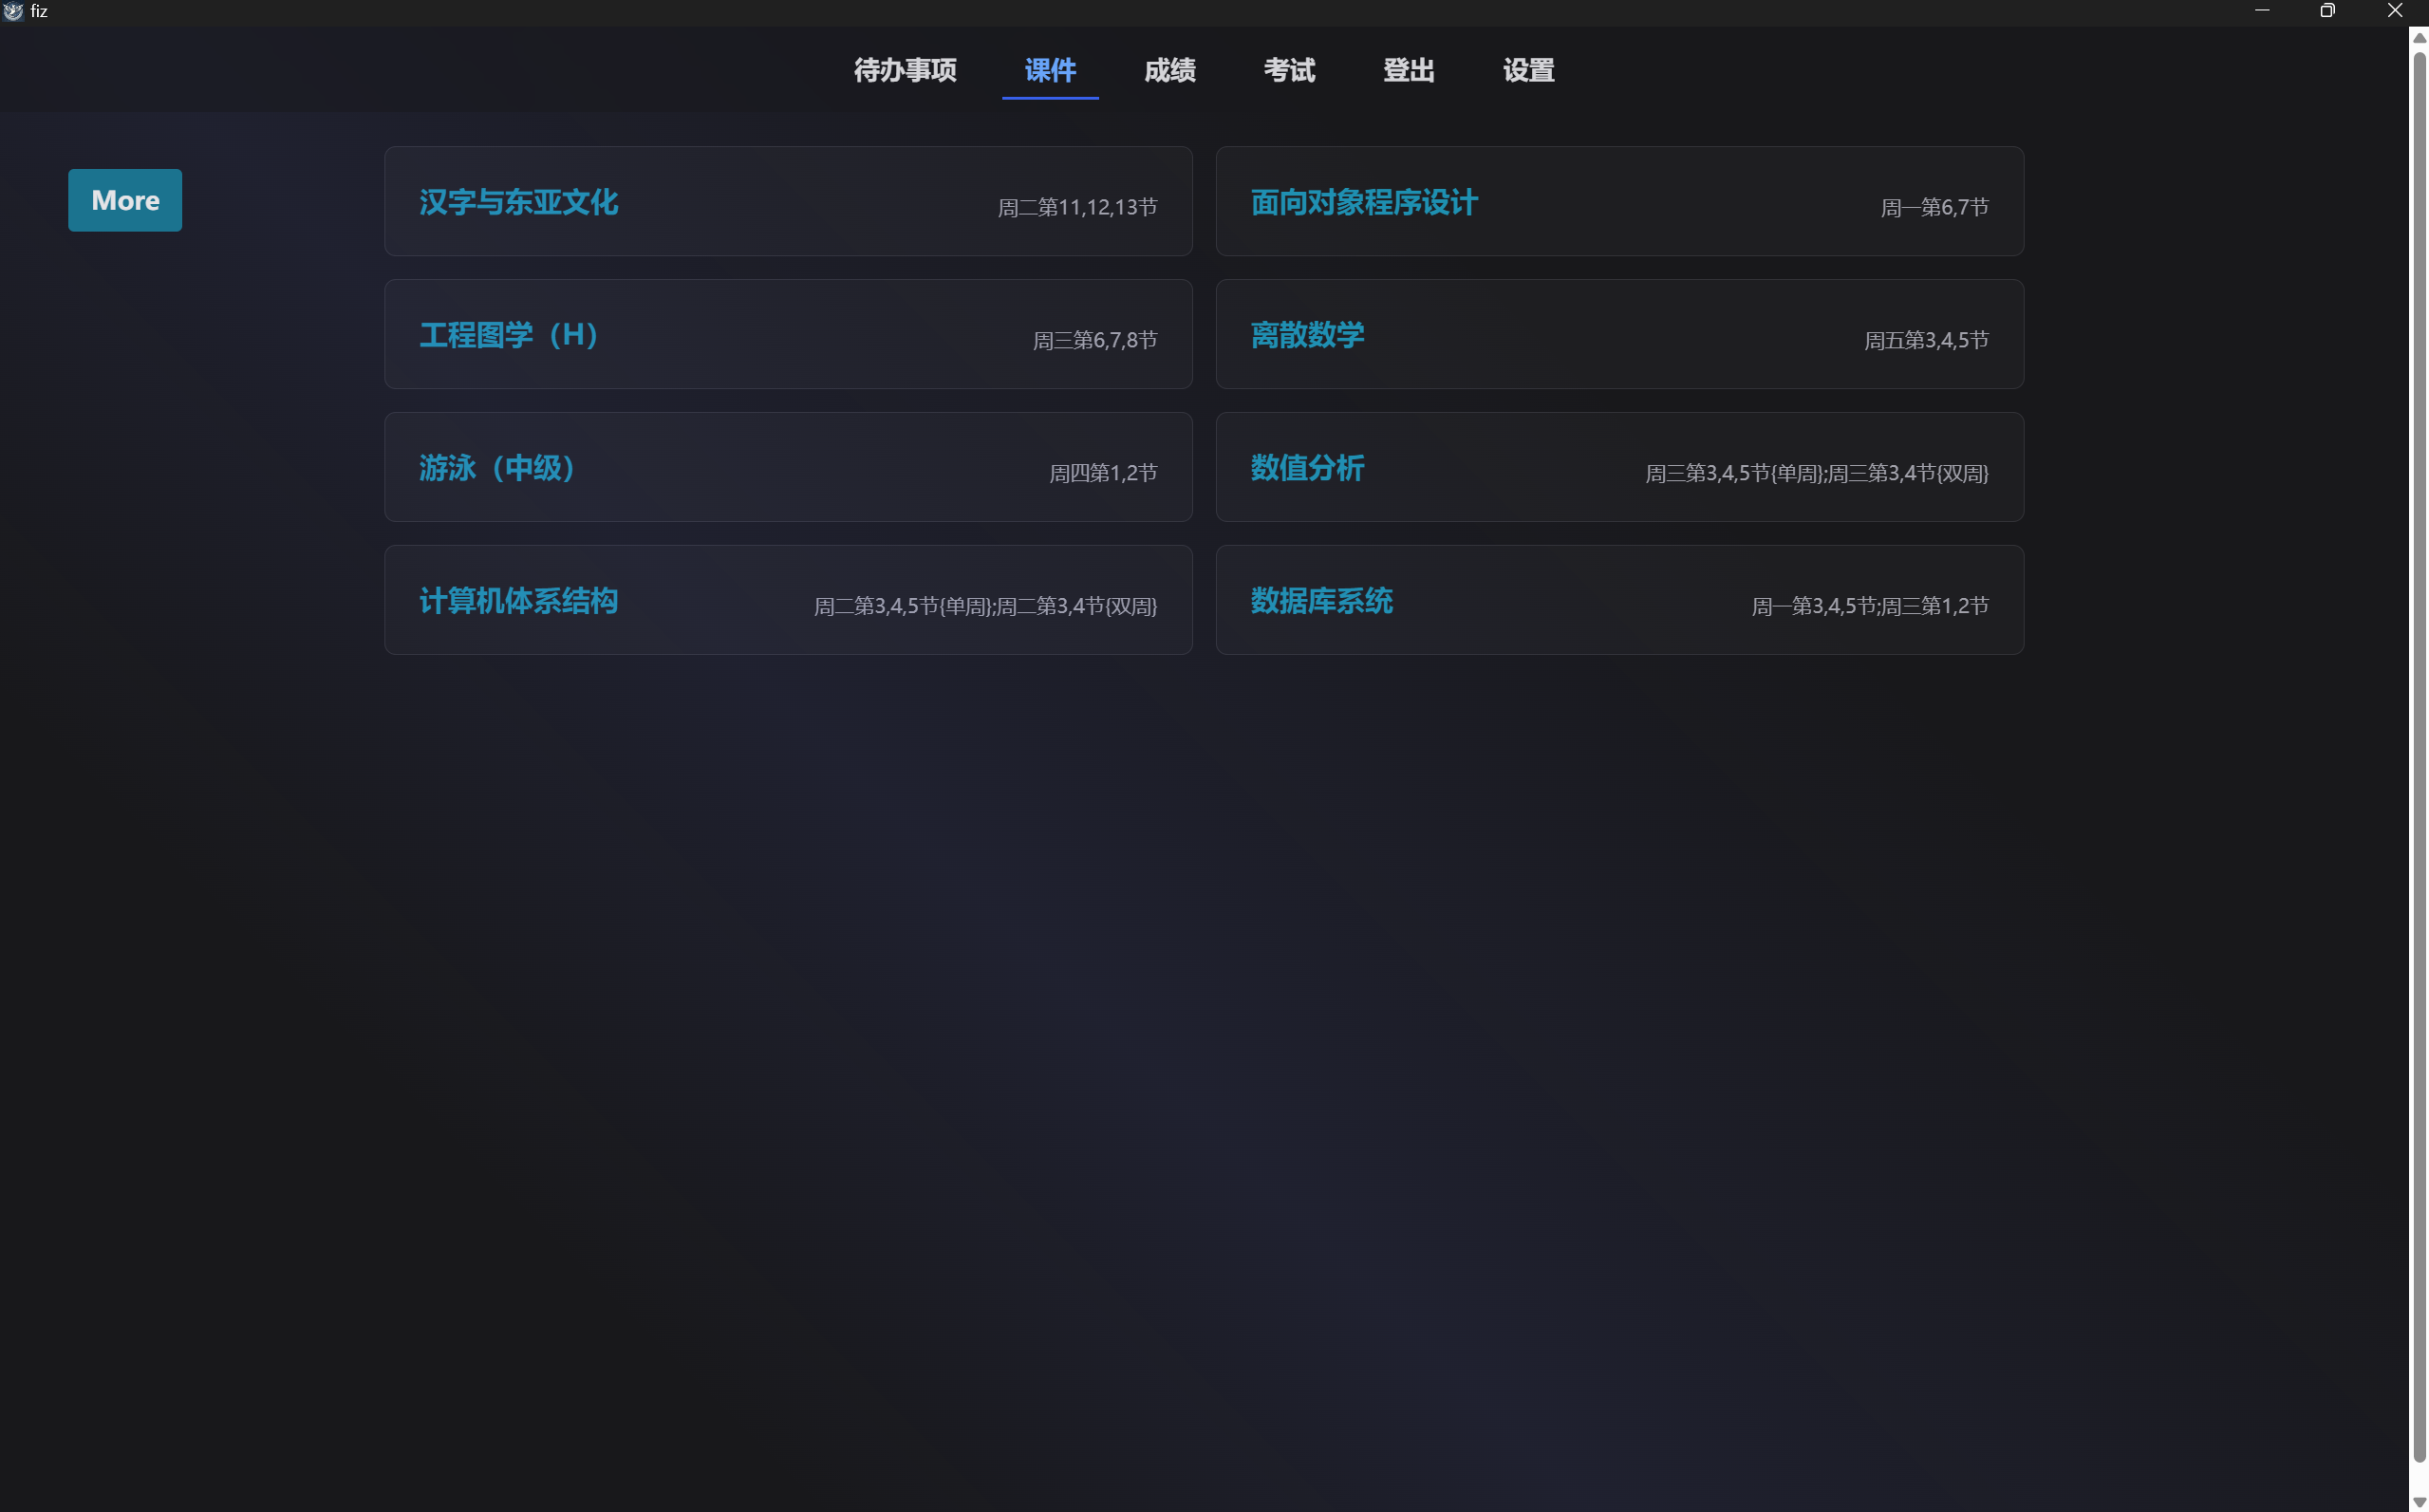 fiz
待办事项 课件 成绩 考试 登出 设置
More
汉字与东亚文化 周二第11,12,13节
面向对象程序设计 周一第6,7节
工程图学（H） 周三第6,7,8节
离散数学 周五第3,4,5节
游泳（中级） 周四第1,2节
数值分析 周三第3,4,5节{单周};周三第3,4节{双周}
计算机体系结构 周二第3,4,5节{单周};周二第3,4节{双周}
数据库系统 周一第3,4,5节;周三第1,2节